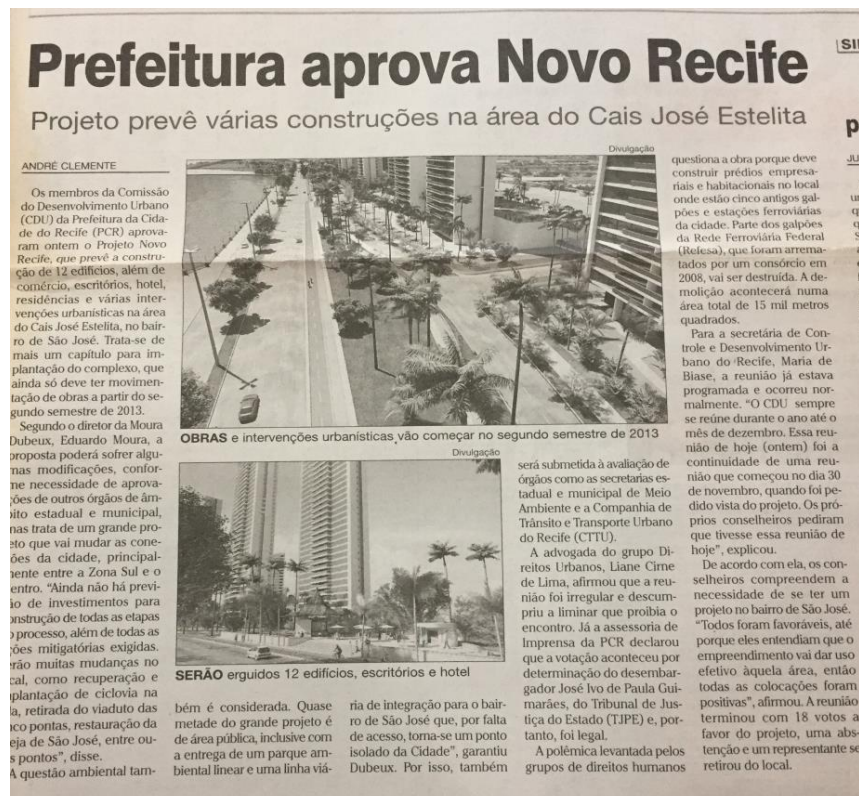 Prefeitura aprova Novo Recife
Projeto prevê várias construções na área do Cais José Estelita
ANDRÉ CLEMENTE
Os membros da Comissão
do Desenvolvimento Urbano
(CDU) da Prefeitura da Cida-
de do Recife (PCR) aprova-
ram ontem o Projeto Novo
Recife, que prevê a constru-
ção de 12 edifícios, além de
comércio, escritórios, hotel,
residências e várias inter-
venções urbanísticas na área
do Cais José Estelita, no bair-
ro de São José. Trata-se de
mais um capítulo para im-
plantação do complexo, que
ainda só deve ter movimen-
tação de obras a partir do se-
gundo semestre de 2013.
Segundo o diretor da Moura
Dubeux, Eduardo Moura, a
proposta poderá sofrer algu-
mas modificações, confor-
me necessidade de aprova-
ções de outros órgãos de âm-
bito estadual e municipal,
mas trata de um grande pro-
eto que vai mudar as cone-
ões da cidade, principal-
mente entre a Zona Sul e o
entro. “Ainda não há previ-
ão de investimentos para
onstrução de todas as etapas
o processo, além de todas as
ções mitigatórias exigidas.
erão muitas mudanças no
cal, como recuperação e
plantação de ciclovia na
a, retirada do viaduto das
nco pontas, restauração da
eja de São José, entre ou-
s pontos”, disse.
A questão ambiental tam-
Divulgação
OBRAS e intervenções urbanísticas vão começar no segundo semestre de 2013
Divulgação
SERÃO erguidos 12 edifícios, escritórios e hotel
bém é considerada. Quase
metade do grande projeto é
de área pública, inclusive com
a entrega de um parque am-
biental linear e uma linha viá-
ria de integração para o bair-
ro de São José que, por falta
de acesso, torna-se um ponto
isolado da Cidade”, garantiu
Dubeux. Por isso, também
será submetida à avaliação de
órgãos como as secretarias es-
tadual e municipal de Meio
Ambiente e a Companhia de
Trânsito e Transporte Urbano
do Recife (CTTU).
A advogada do grupo Di-
reitos Urbanos, Liane Cirne
de Lima, afirmou que a reu-
nião foi irregular e descum-
priu a liminar que proibia o
encontro. Já a assessoria de
Imprensa da PCR declarou
que a votação aconteceu por
determinação do desembar-
gador José Ivo de Paula Gui-
marães, do Tribunal de Jus-
tiça do Estado (TJPE) e, por-
tanto, foi legal.
A polêmica levantada pelos
grupos de direitos humanos
questiona a obra porque deve
construir prédios empresa-
riais e habitacionais no local
onde estão cinco antigos gal-
pões e estações ferroviárias
da cidade. Parte dos galpões
da Rede Ferroviária Federal
(Refesa), que foram arrema-
tados por um consórcio em
2008, vai ser destruída. A de-
molição acontecerá numa
área total de 15 mil metros
quadrados.
Para a secretária de Con-
trole e Desenvolvimento Ur-
bano do Recife, Maria de
Biase, a reunião já estava
programada e ocorreu nor-
malmente. “O CDU sempre
se reúne durante o ano até o
mês de dezembro. Essa reu-
nião de hoje (ontem) foi a
continuidade de uma reu-
nião que começou no dia 30
de novembro, quando foi pe-
dido vista do projeto. Os pró-
prios conselheiros pediram
que tivesse essa reunião de
hoje”, explicou.
De acordo com ela, os con-
selheiros compreendem a
necessidade de se ter um
projeto no bairro de São José.
“Todos foram favoráveis, até
porque eles entendiam que o
empreendimento vai dar uso
efetivo àquela área, então
todas as colocações foram
positivas”, afirmou. A reunião
terminou com 18 votos a
favor do projeto, uma abs-
tenção e um representante se
retirou do local.